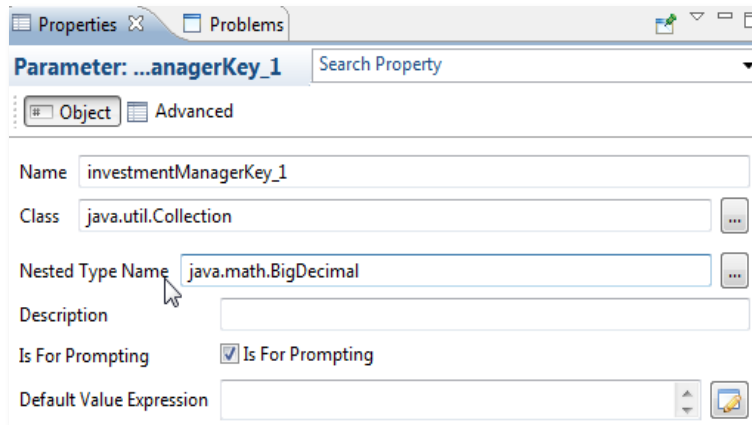 Properties Problems
Parameter: ...anagerKey_1 Search Property
Object Advanced
Name investmentManagerKey_1
Class java.util.Collection ...
Nested Type Name java.math.BigDecimal ...
Description
Is For Prompting Is For Prompting
Default Value Expression